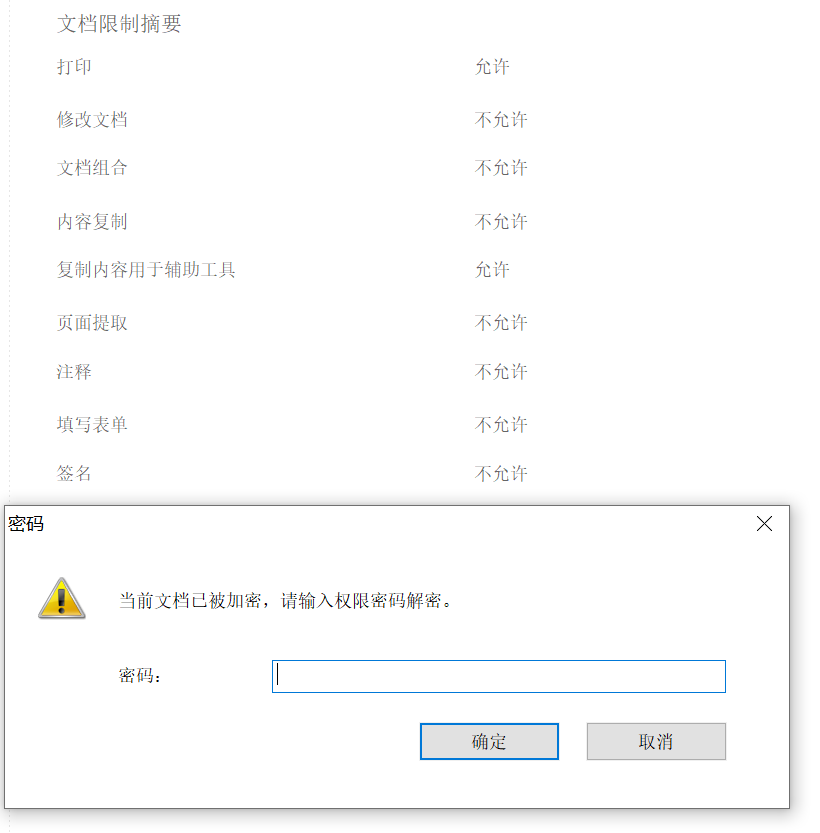 文档限制摘要
打印 允许
修改文档 不允许
文档组合 不允许
内容复制 不允许
复制内容用于辅助工具 允许
页面提取 不允许
注释 不允许
填写表单 不允许
签名 不允许
密码
当前文档已被加密，请输入权限密码解密。
密码：
确定 取消